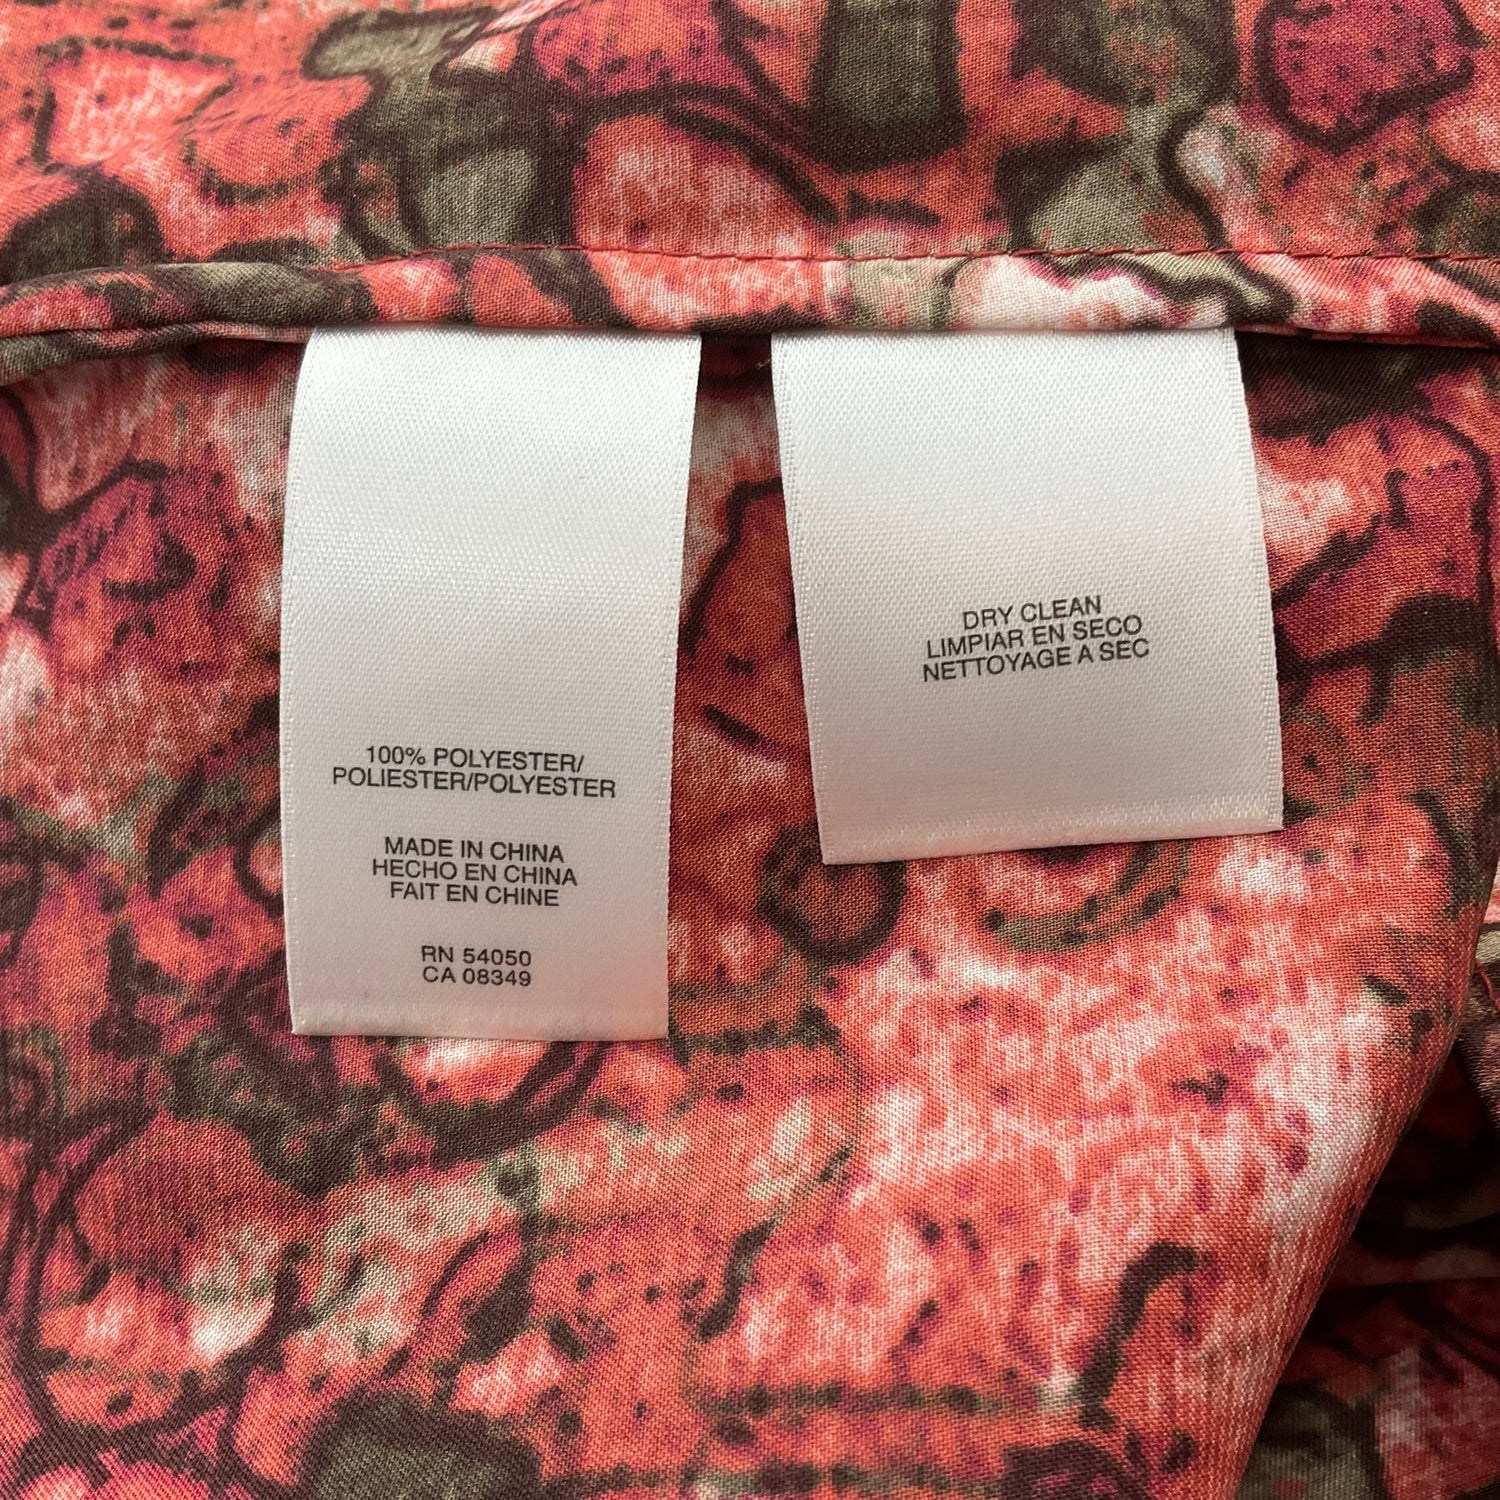 100% POLYESTER/
POLIESTER/POLYESTER
MADE IN CHINA
HECHO EN CHINA
FAIT EN CHINE
RN 54050
CA 08349
DRY CLEAN
LIMPIAR EN SECO
NETTOYAGE A SEC